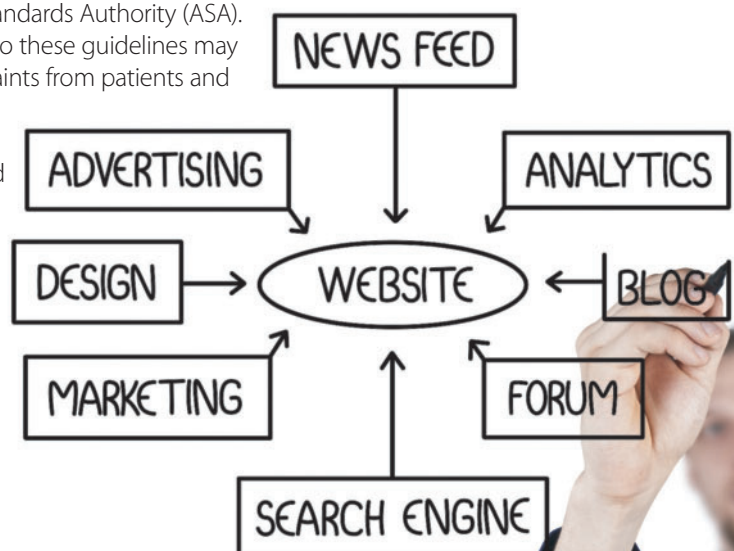 ndards Authority (ASA).
o these guidelines may
aints from patients and
d
NEWS FEED
ADVERTISING
ANALYTICS
DESIGN
WEBSITE
BLOG
MARKETING
FORUM
SEARCH ENGINE